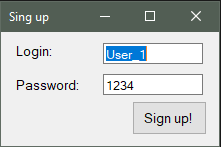 Sing up
Login: User_1
Password: 1234
Sign up!